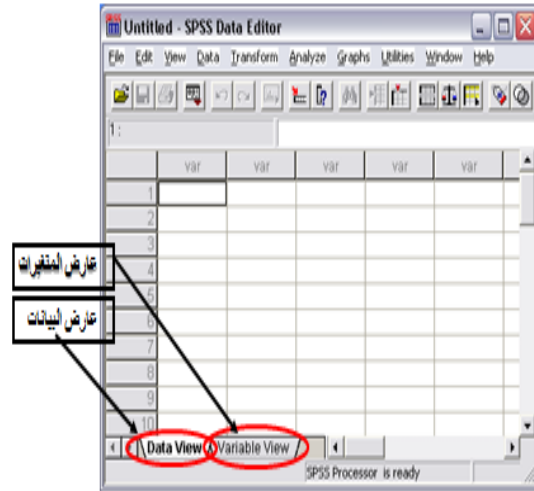 Untitled - SPSS Data Editor
File Edit View Data Transform Analyze Graphs Utilities Window Help
1 :
var var var var var
1
2
3
4
5
6
7
8
9
10
عارض المتغيرات
عارض البيانات
Data View Variable View
SPSS Processor is ready